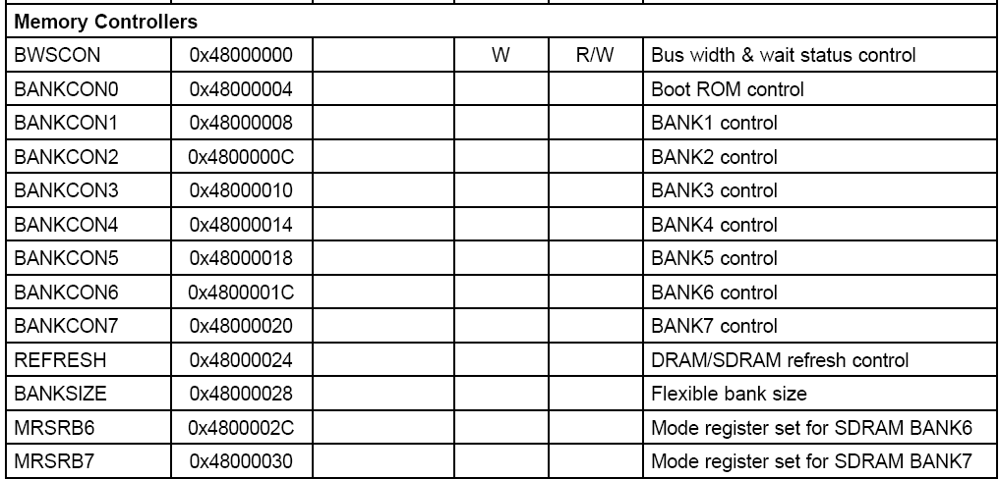 Memory Controllers
BWSCON 0x48000000 W R/W Bus width & wait status control
BANKCON0 0x48000004 Boot ROM control
BANKCON1 0x48000008 BANK1 control
BANKCON2 0x4800000C BANK2 control
BANKCON3 0x48000010 BANK3 control
BANKCON4 0x48000014 BANK4 control
BANKCON5 0x48000018 BANK5 control
BANKCON6 0x4800001C BANK6 control
BANKCON7 0x48000020 BANK7 control
REFRESH 0x48000024 DRAM/SDRAM refresh control
BANKSIZE 0x48000028 Flexible bank size
MRSRB6 0x4800002C Mode register set for SDRAM BANK6
MRSRB7 0x48000030 Mode register set for SDRAM BANK7